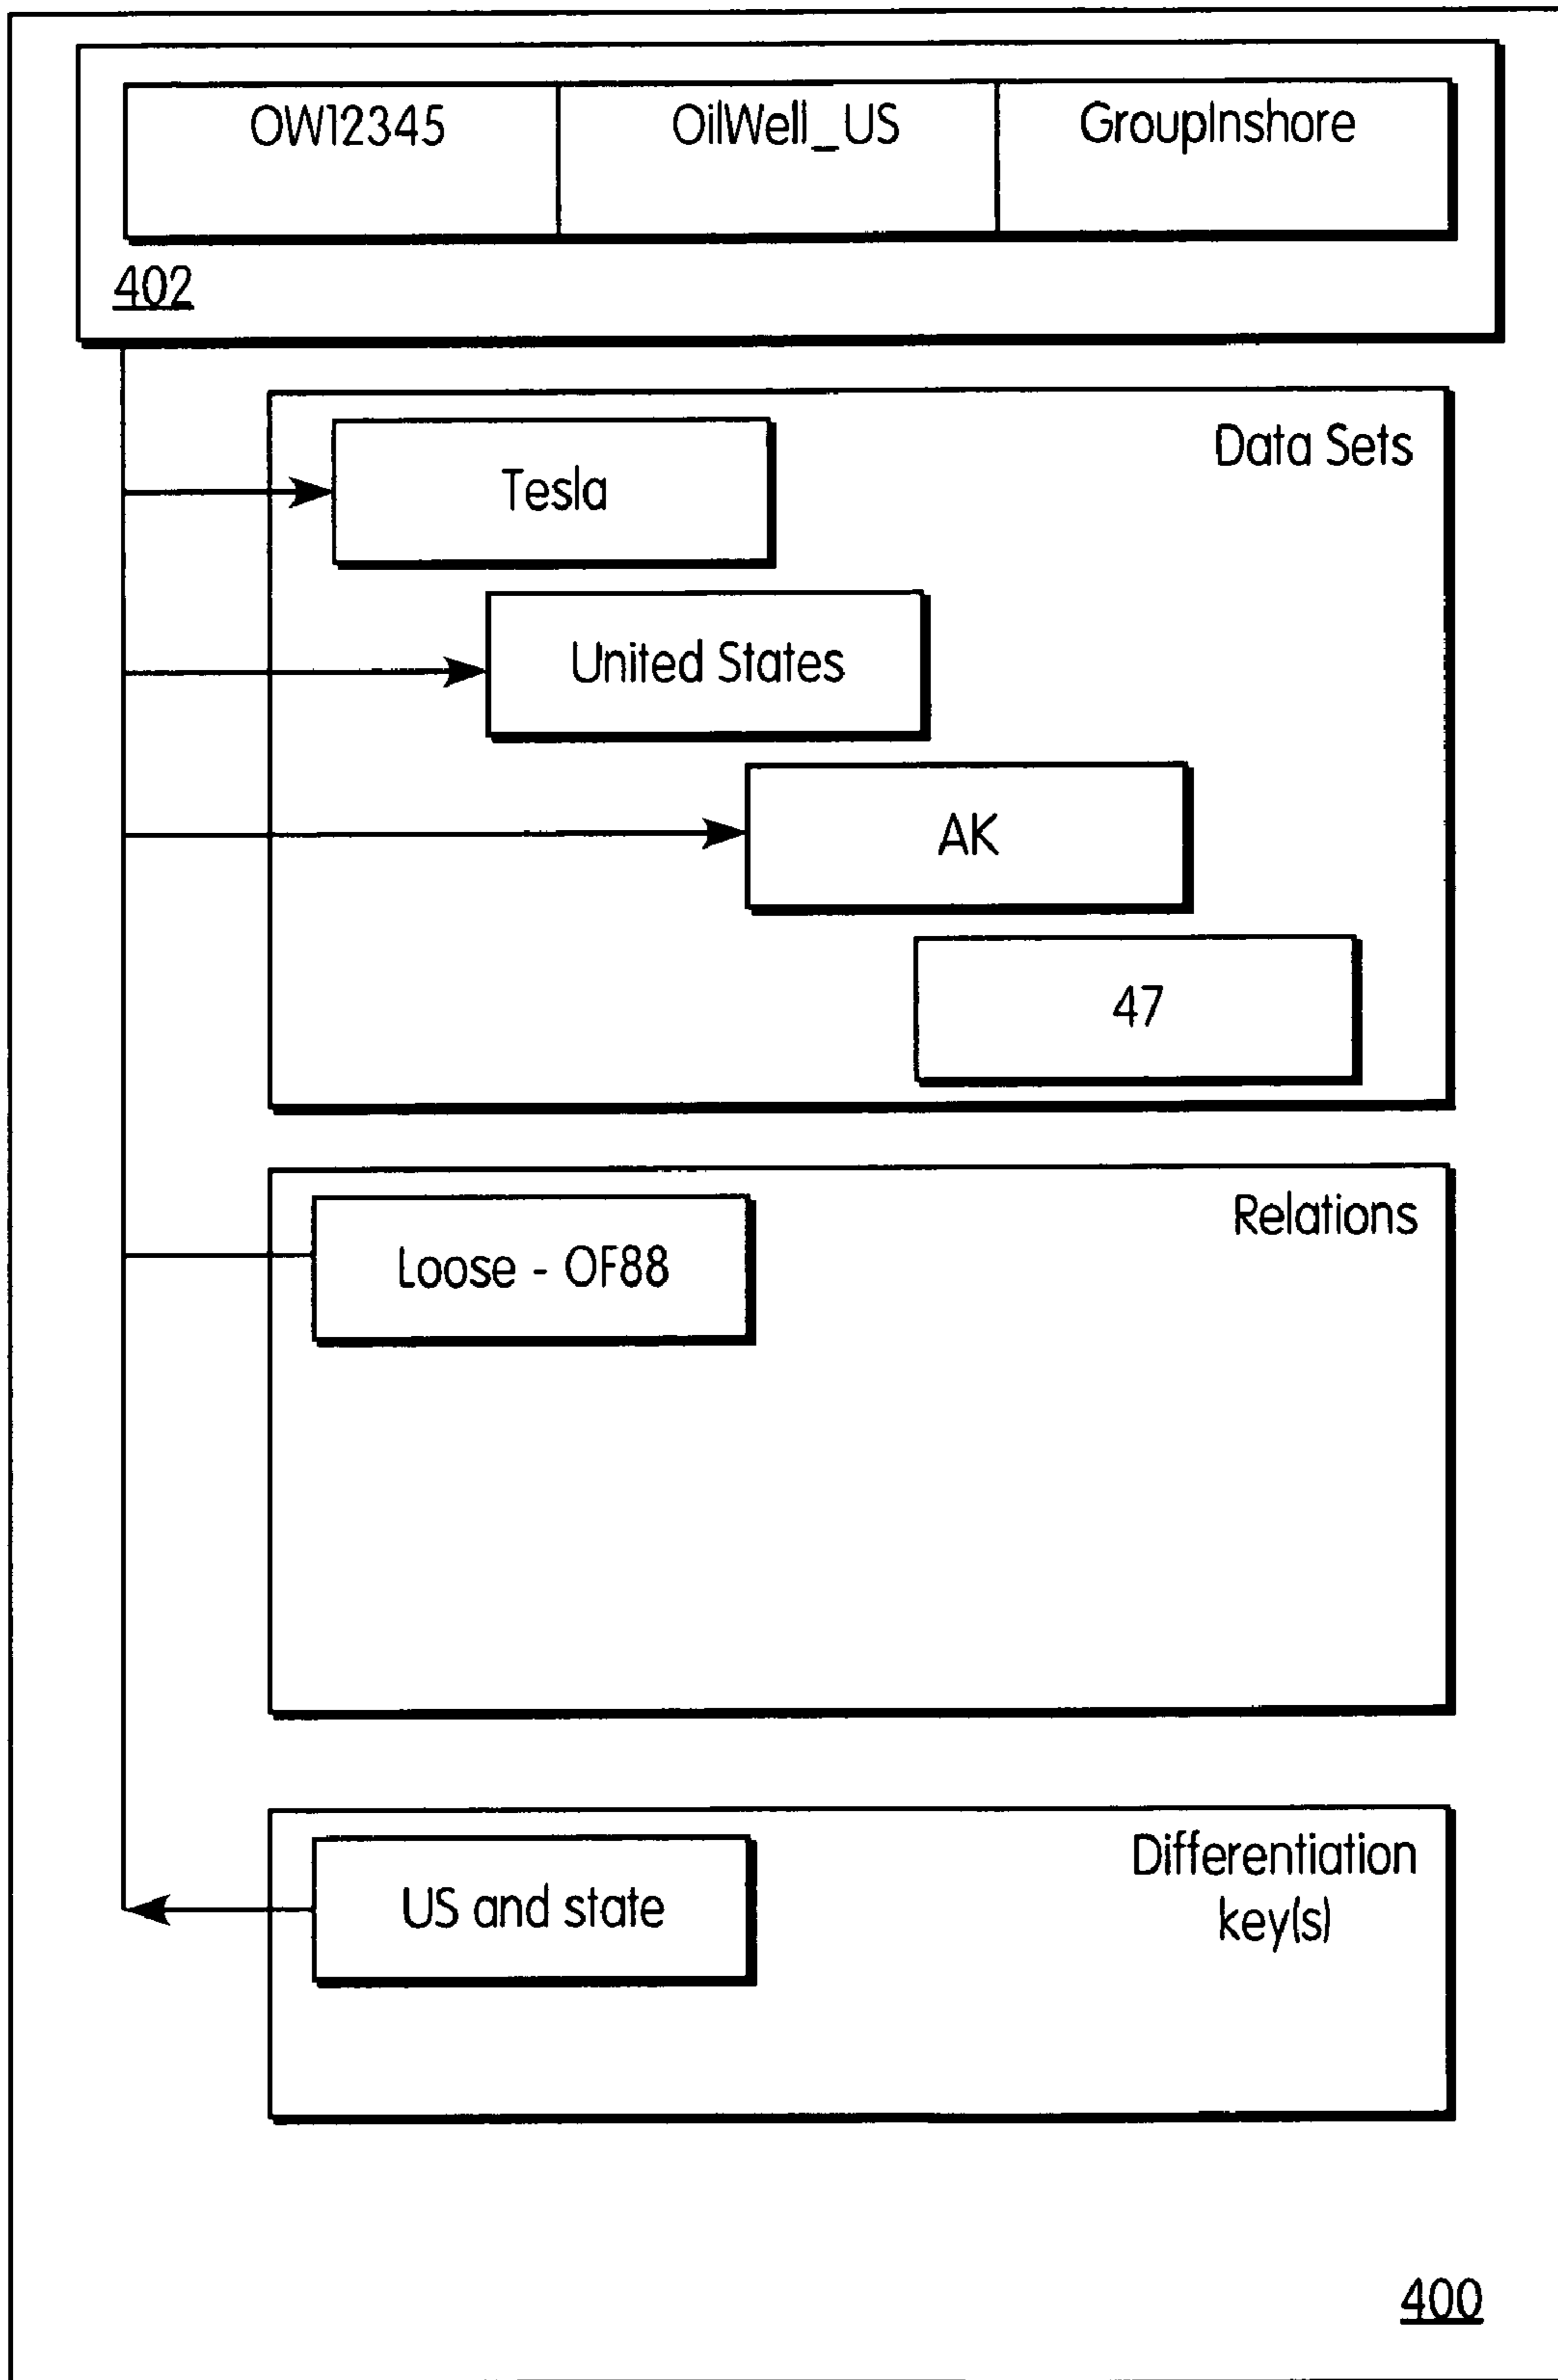 OW12345 OilWell_US GroupInshore
402
Data Sets
Tesla
United States
AK
47
Relations
Loose - OF88
Differentiation
key(s)
US and state
400